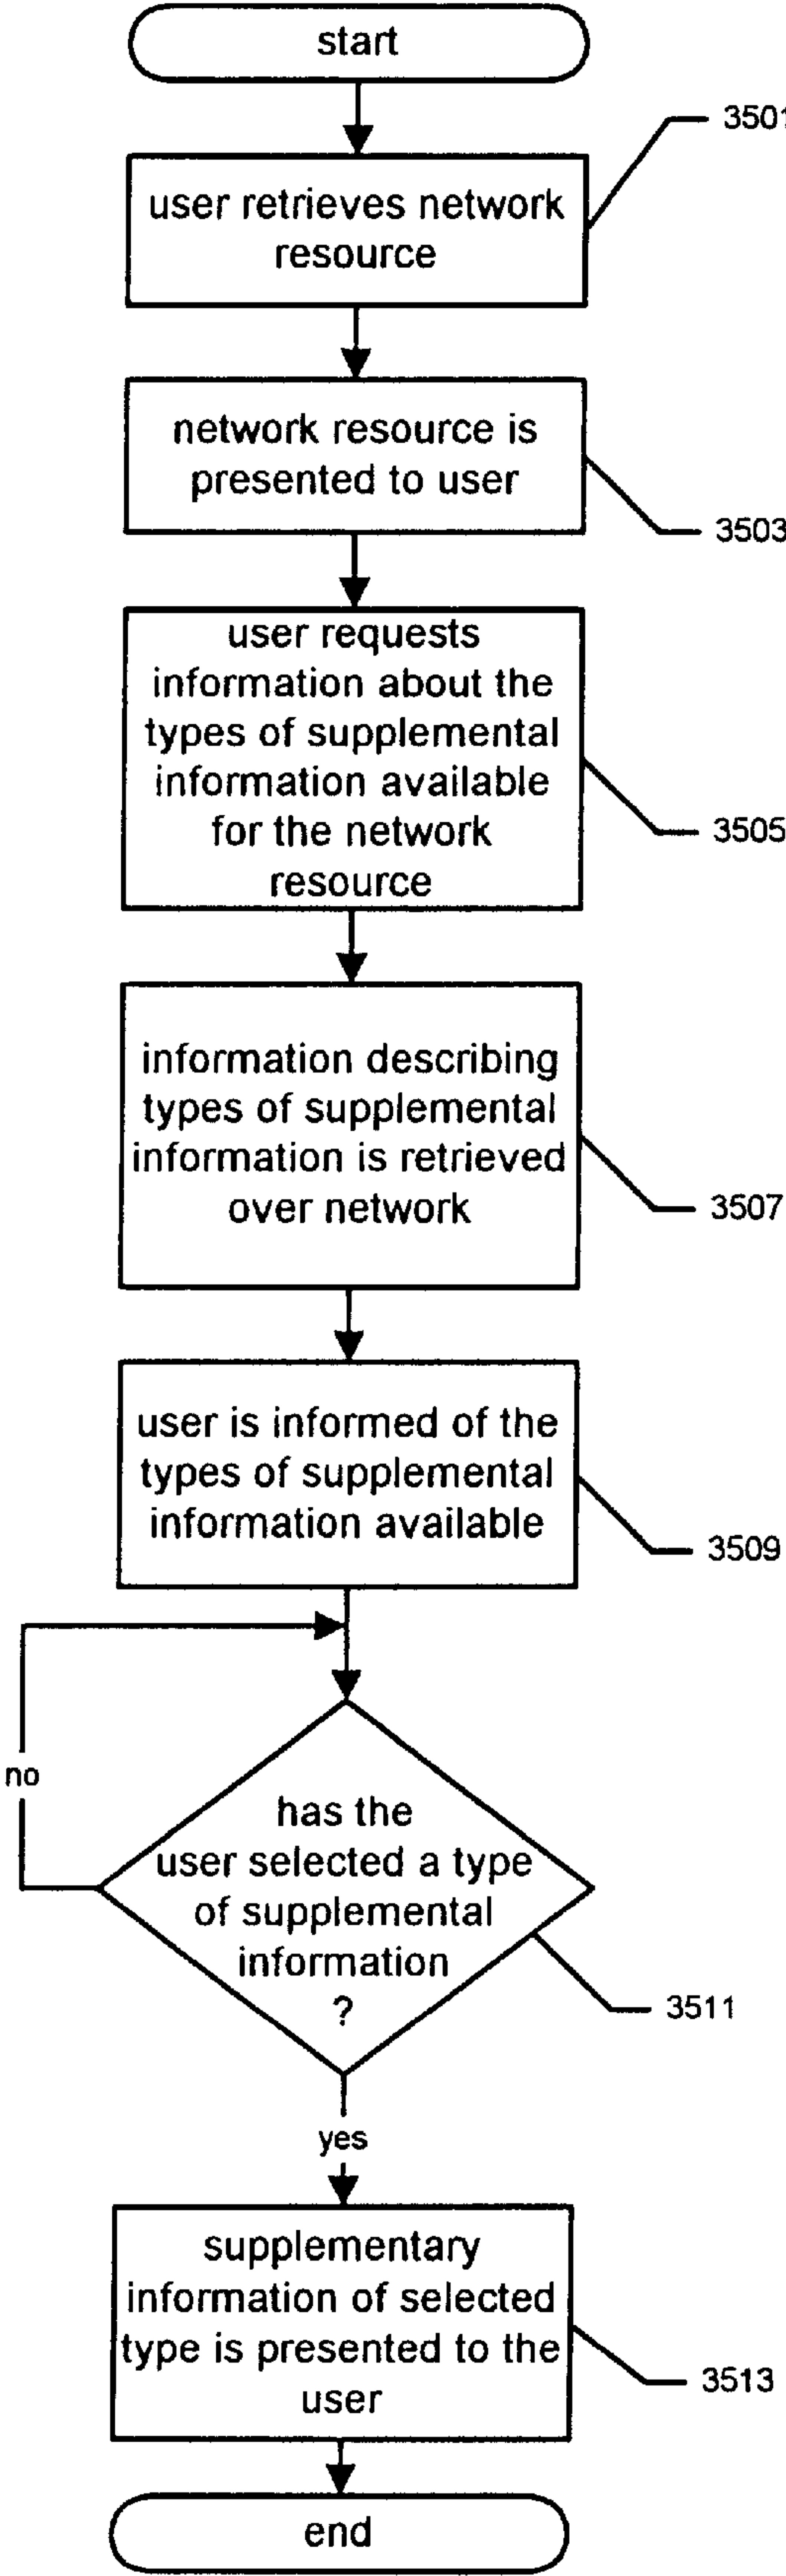 start
3501
user retrieves network
resource
network resource is
presented to user
3503
user requests
information about the
types of supplemental
information available
for the network
resource
3505
information describing
types of supplemental
information is retrieved
over network
3507
user is informed of the
types of supplemental
information available
3509
no
has the
user selected a type
of supplemental
information
?
3511
yes
supplementary
information of selected
type is presented to the
user
3513
end